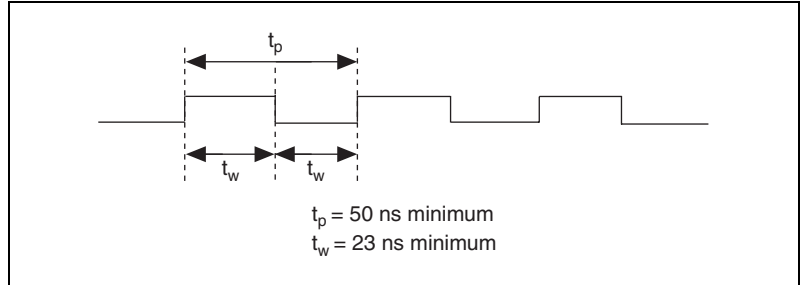 tp
tw tw
tp = 50 ns minimum
tw = 23 ns minimum